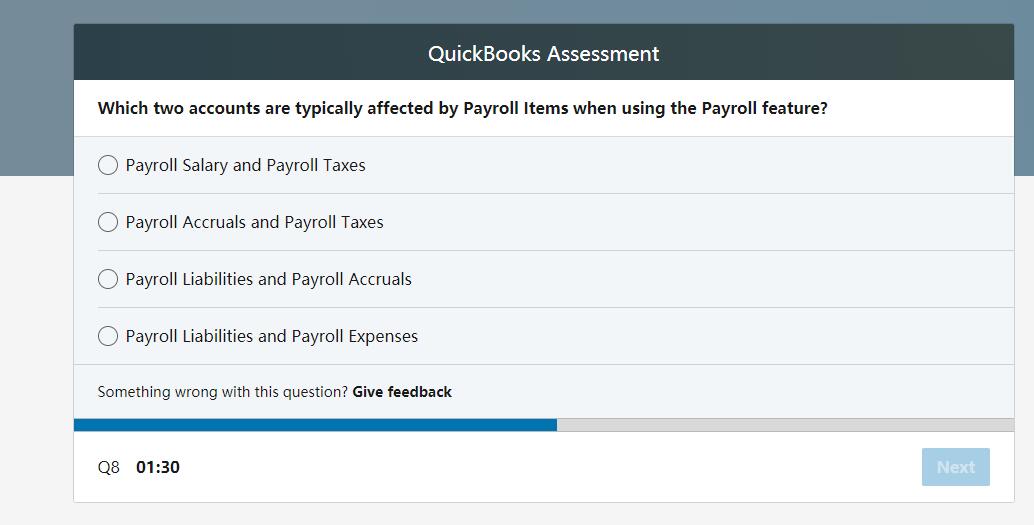 QuickBooks Assessment
Which two accounts are typically affected by Payroll Items when using the Payroll feature?
Payroll Salary and Payroll Taxes
Payroll Accruals and Payroll Taxes
Payroll Liabilities and Payroll Accruals
Payroll Liabilities and Payroll Expenses
Something wrong with this question? Give feedback
Q8 01:30 Next